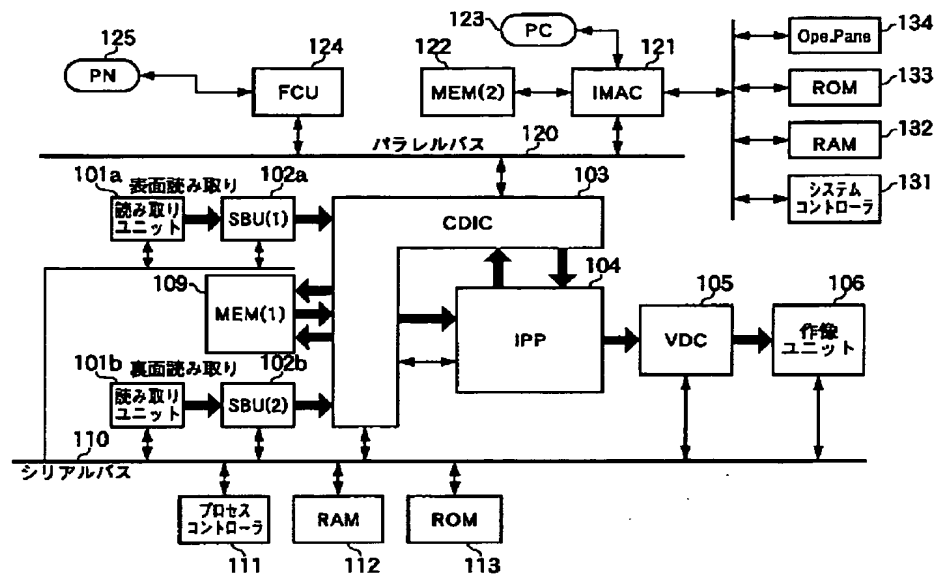 125
PN
124
FCU
123
PC
122
MEM(2)
121
IMAC
134
Ope.Pane
133
ROM
132
RAM
131
システム
コントローラ
パラレルバス
120
101a
表面読み取り
読み取り
ユニット
102a
SBU(1)
103
CDIC
109
MEM(1)
104
IPP
105
VDC
106
作像
ユニット
101b
裏面読み取り
読み取り
ユニット
102b
SBU(2)
110
シリアルバス
プロセス
コントローラ
111
RAM
112
ROM
113